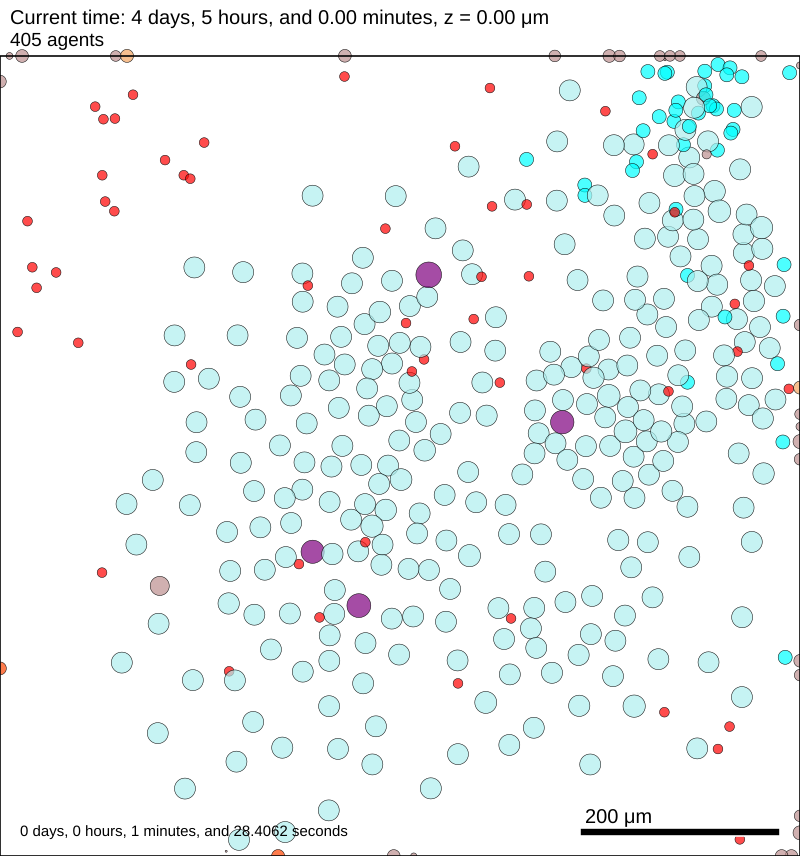 Current time: 4 days, 5 hours, and 0.00 minutes, z = 0.00 μm
405 agents
200 μm
0 days, 0 hours, 1 minutes, and 28.4062 seconds